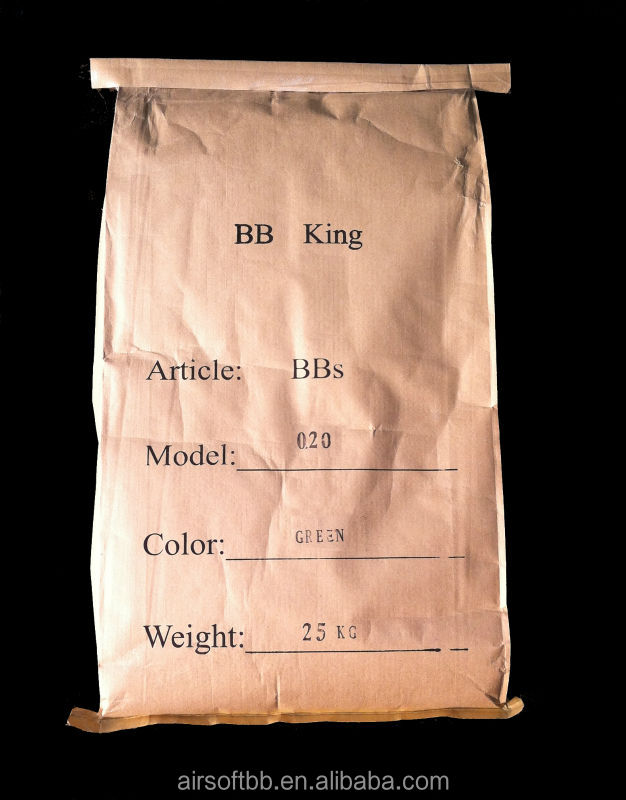 BB King
Article: BBs
Model: 0.20
Color: GREEN
Weight: 25 KG
airsoftbb.en.alibaba.com